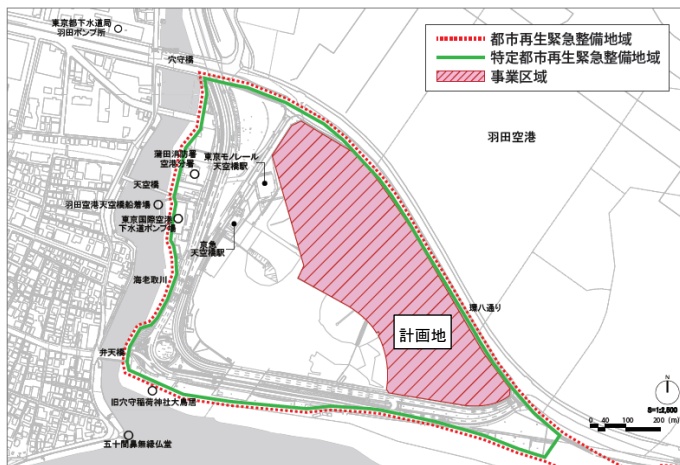 東京都下水道局
羽田ポンプ所
穴守橋
都市再生緊急整備地域
特定都市再生緊急整備地域
事業区域
羽田空港
蒲田消防署
空港分署
東京モノレール
天空橋駅
天空橋
羽田空港天空橋船着場
東京国際空港
下水道ポンプ場
京急
天空橋駅
海老取川
環八通り
計画地
弁天橋
旧穴守稲荷神社大鳥居
五十間鼻無縁仏堂
N
S=1:2,500
0 40 100 200 (m)